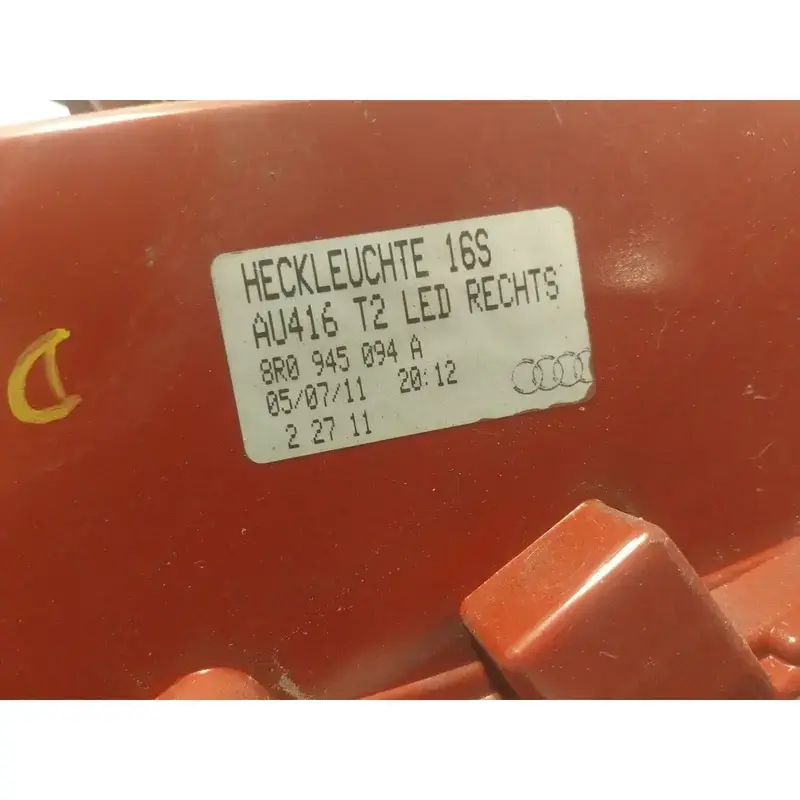 HECKLEUCHTE 16S
AU416 T2 LED RECHTS
8R0 945 094 A
05/07/11 20:12
2 27 11
D